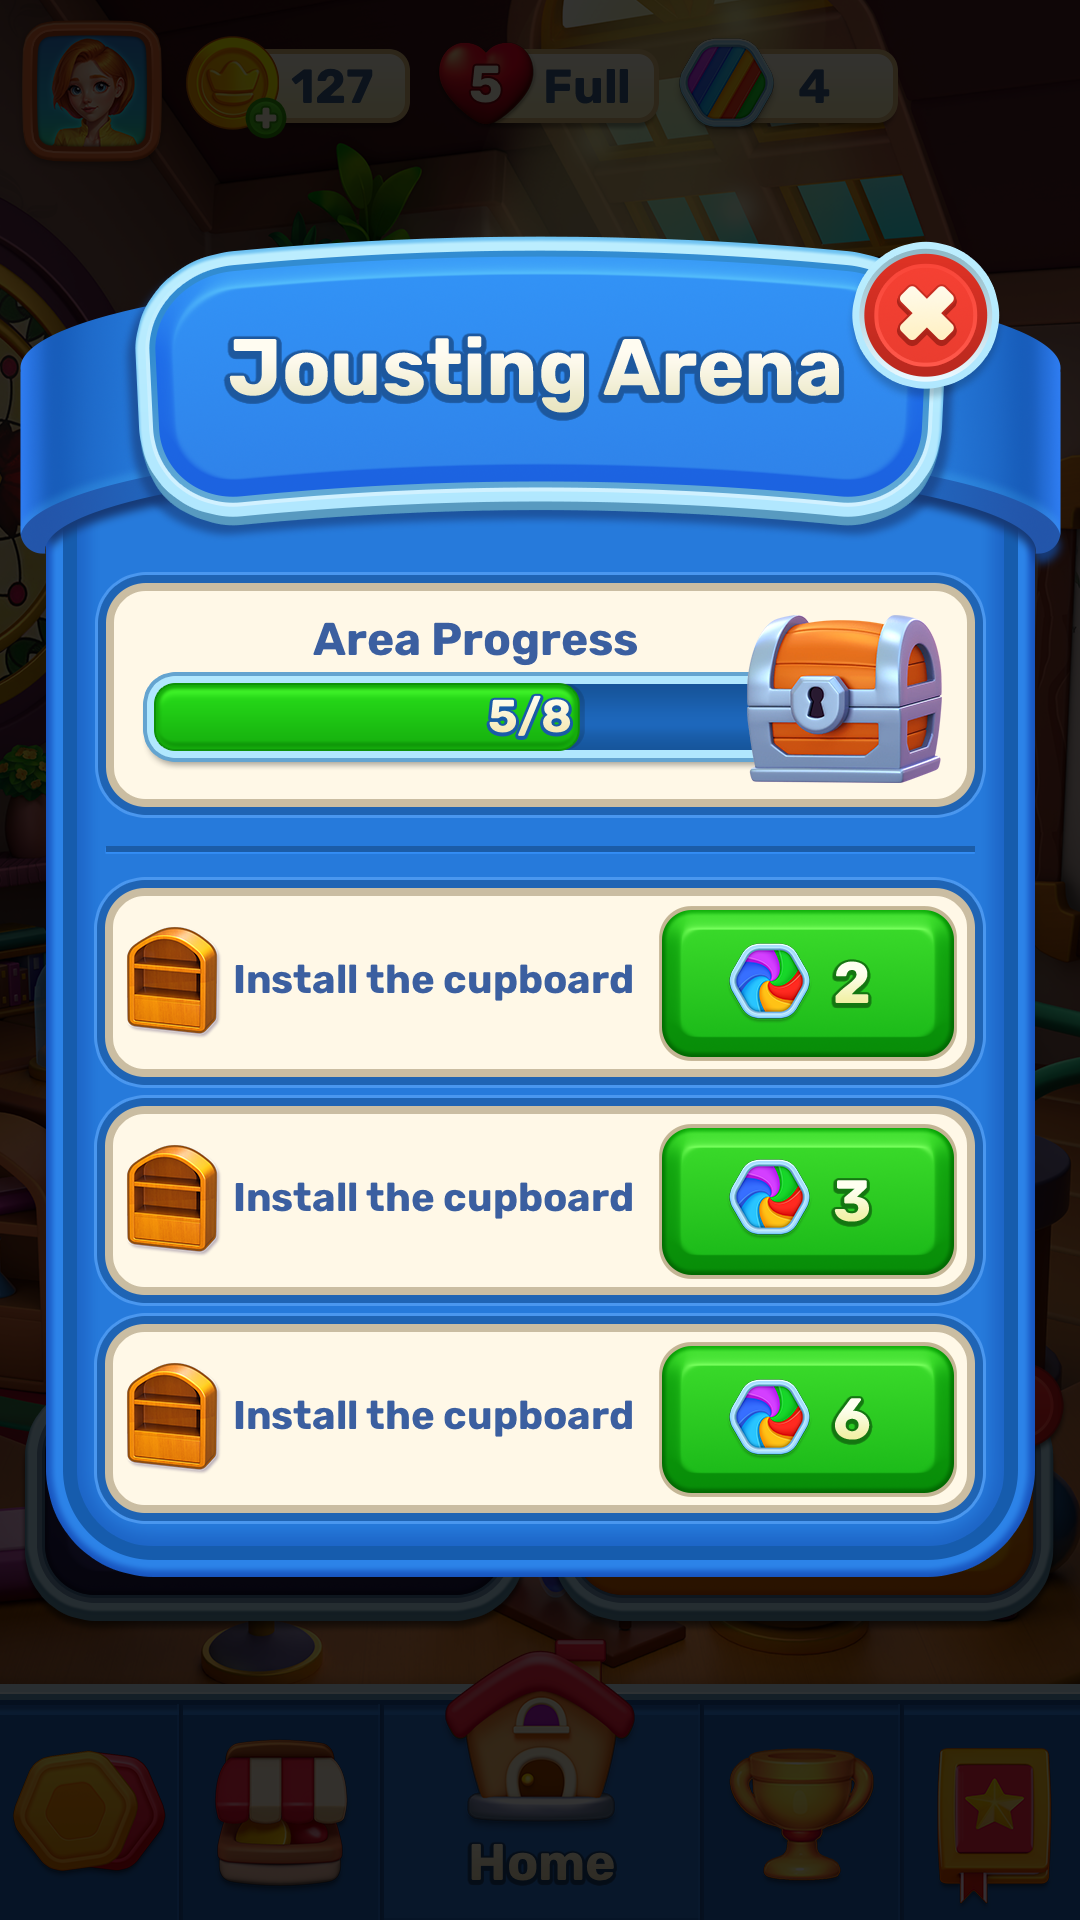 127
5
Full
4
Jousting Arena
Area Progress
5/8
Install the cupboard
2
Install the cupboard
3
Install the cupboard
6
Home